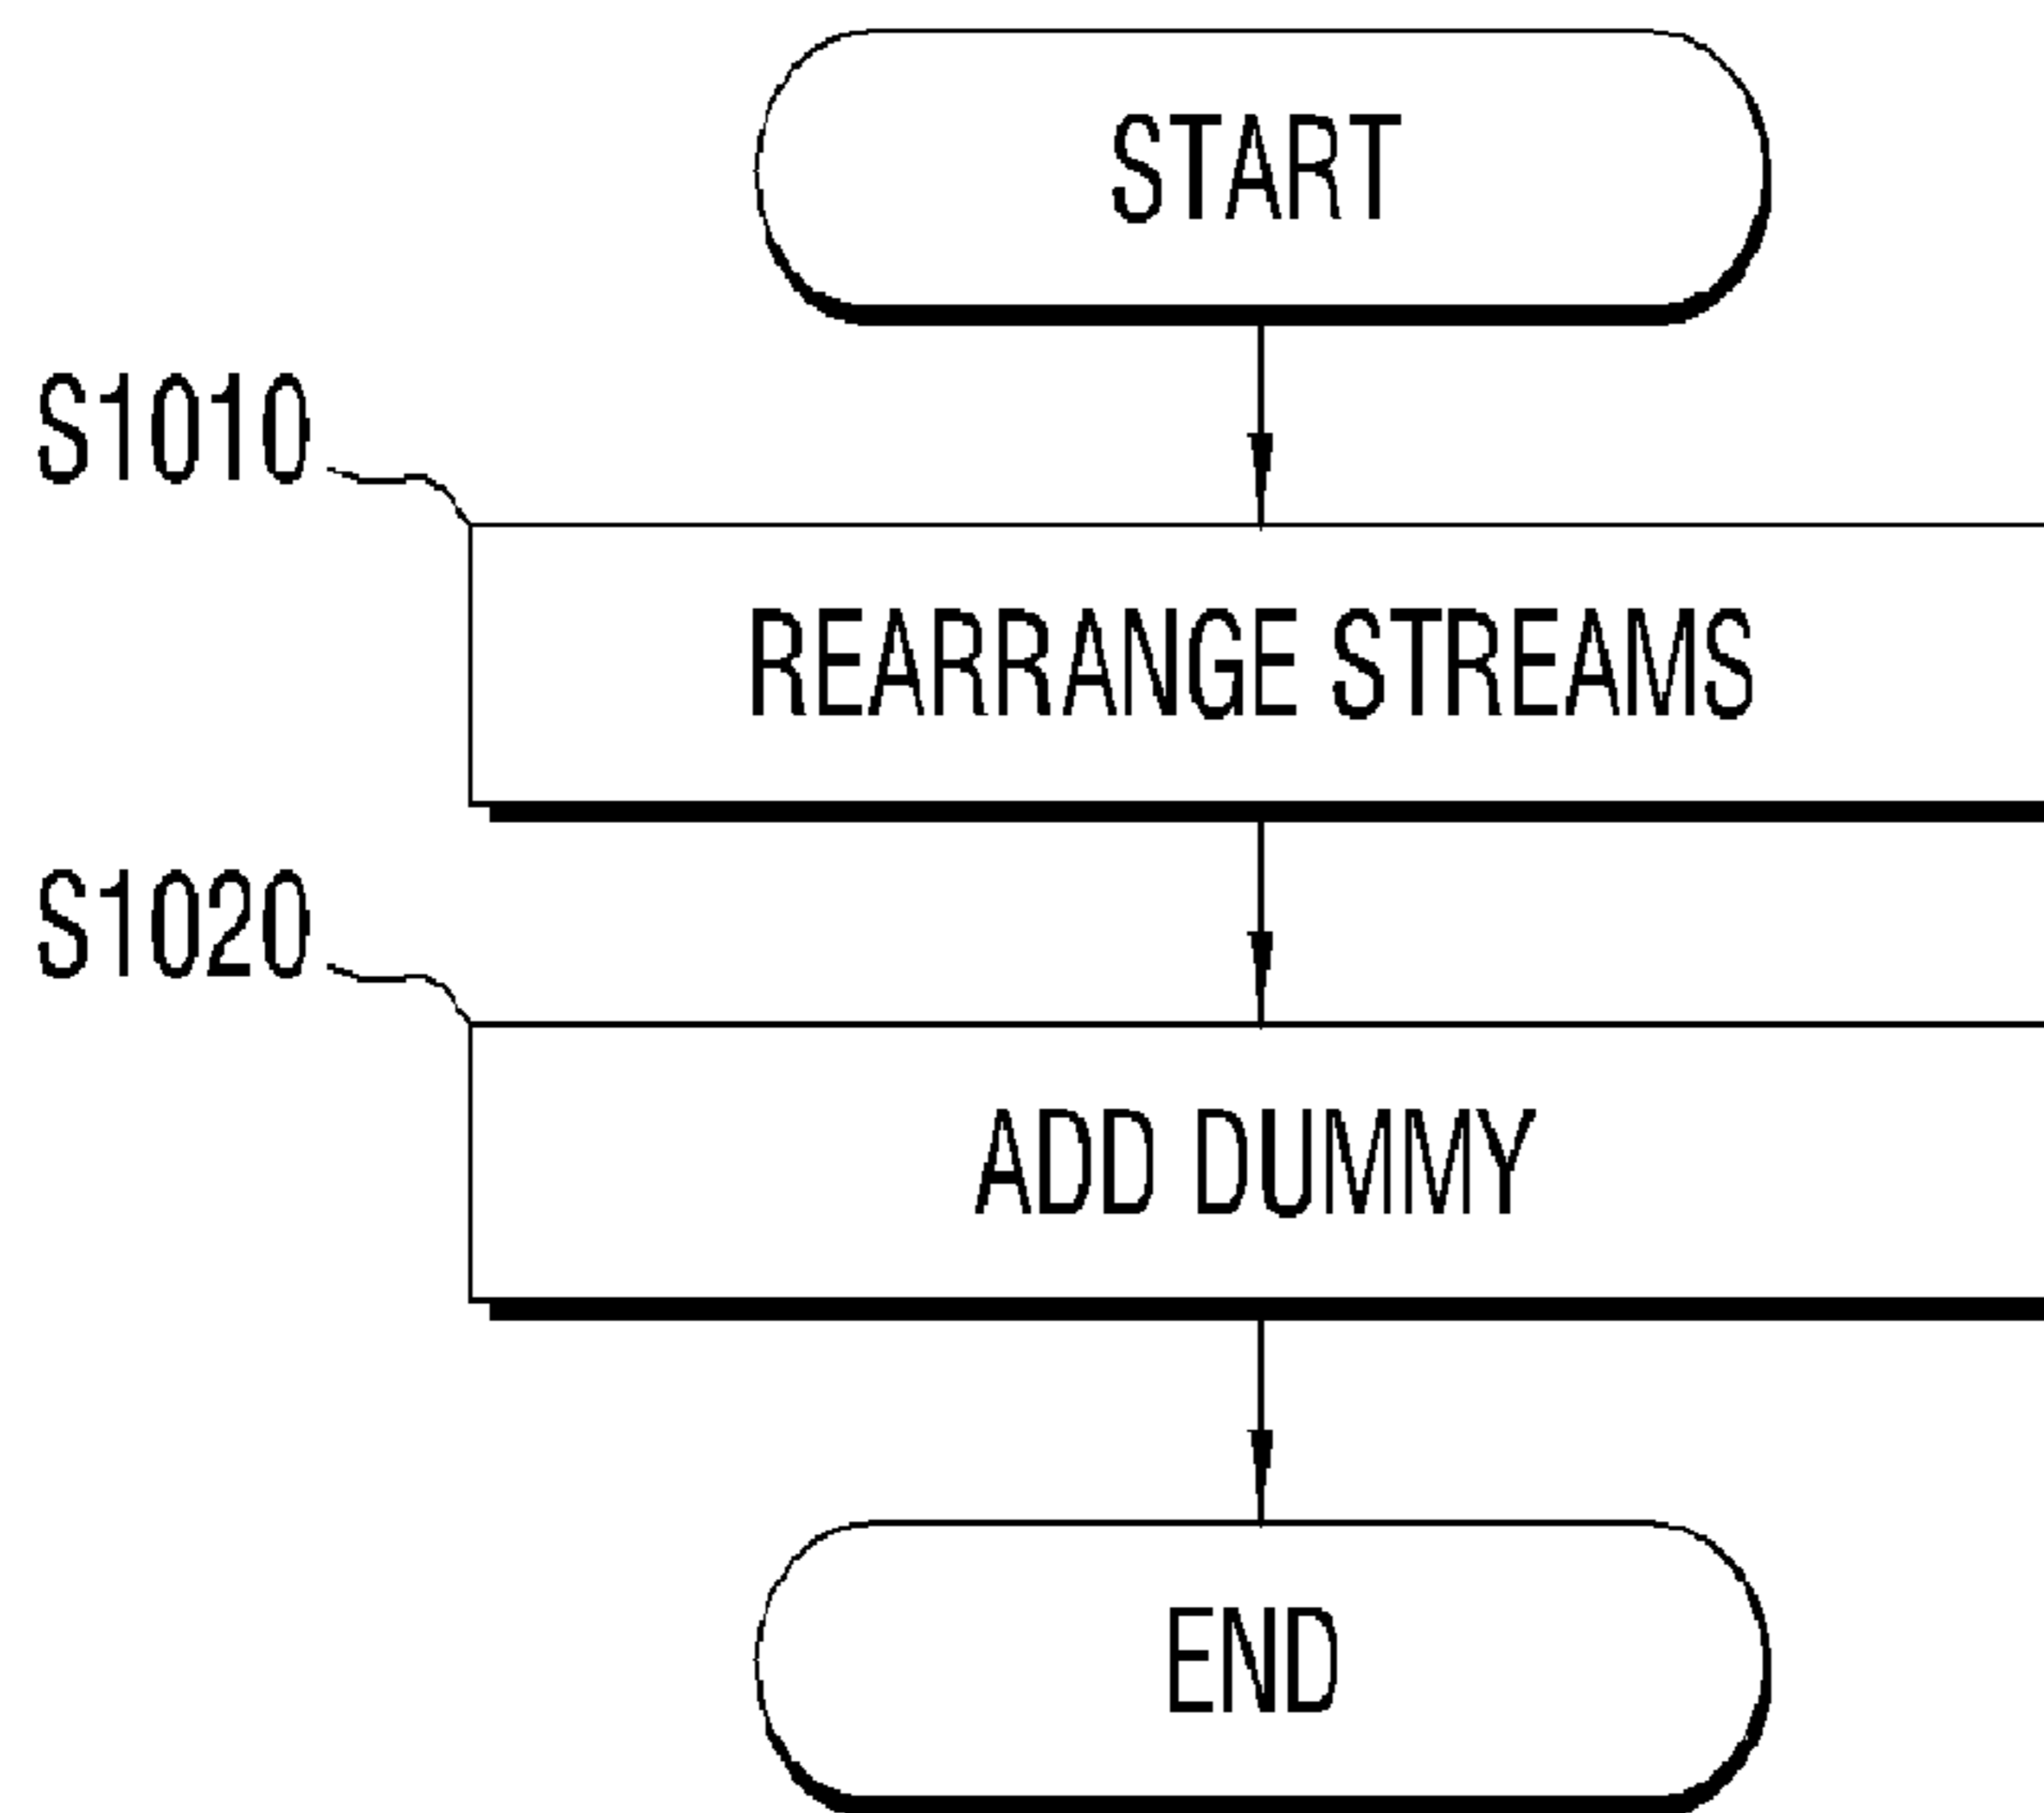 START
S1010
REARRANGE STREAMS
S1020
ADD DUMMY
END